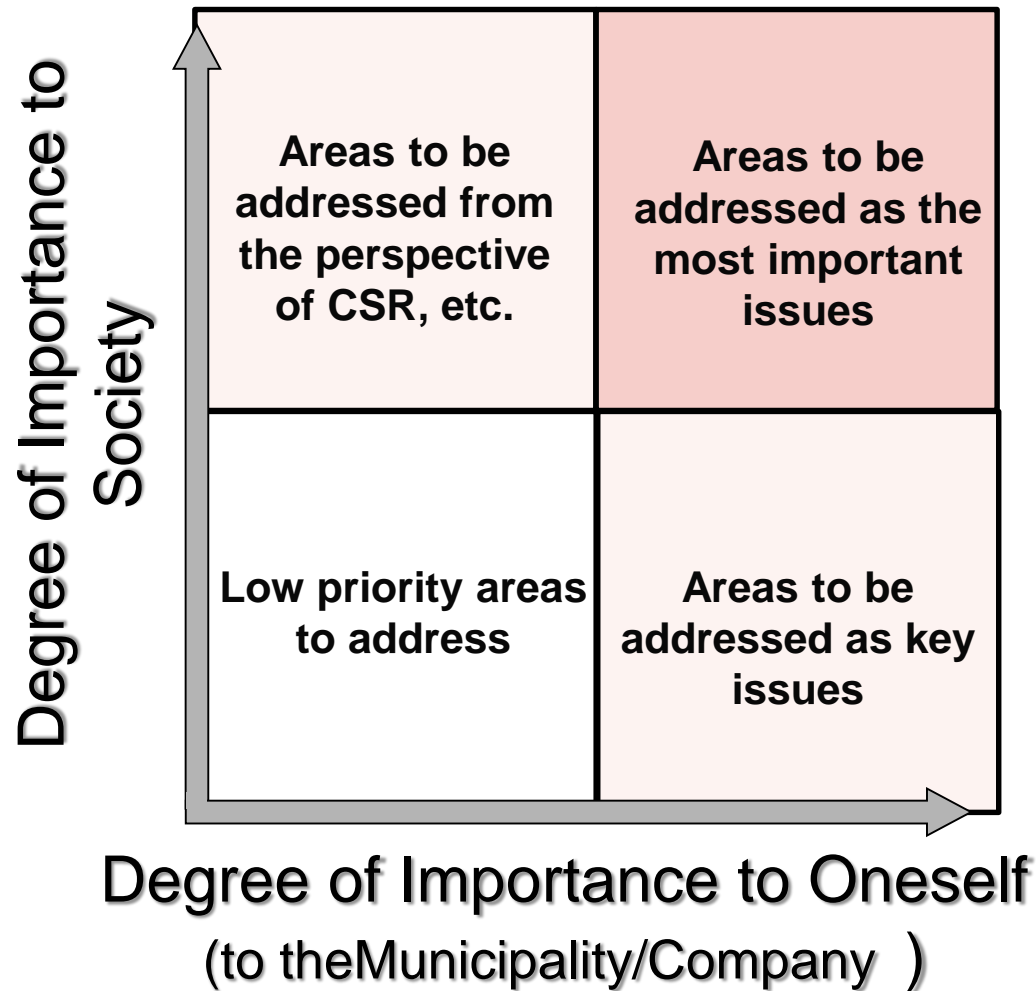 Degree of Importance to
Society
Areas to be
addressed from
the perspective
of CSR, etc.
Areas to be
addressed as the
most important
issues
Low priority areas
to address
Areas to be
addressed as key
issues
Degree of Importance to Oneself
(to theMunicipality/Company )